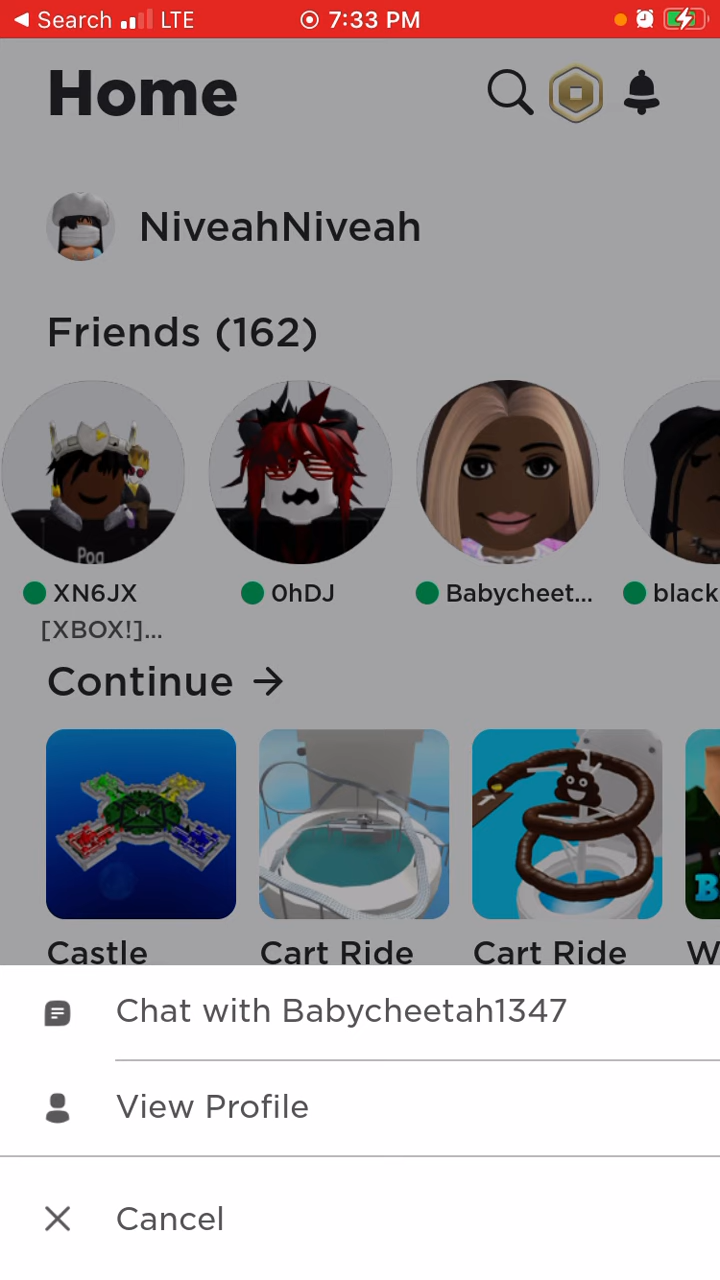 Search LTE 7:33 PM
Home
NiveahNiveah
Friends (162)
Pog
XN6JX 0hDJ Babycheet... black
[XBOX!]...
Continue
B
Castle Cart Ride Cart Ride W
Chat with Babycheetah1347
View Profile
Cancel